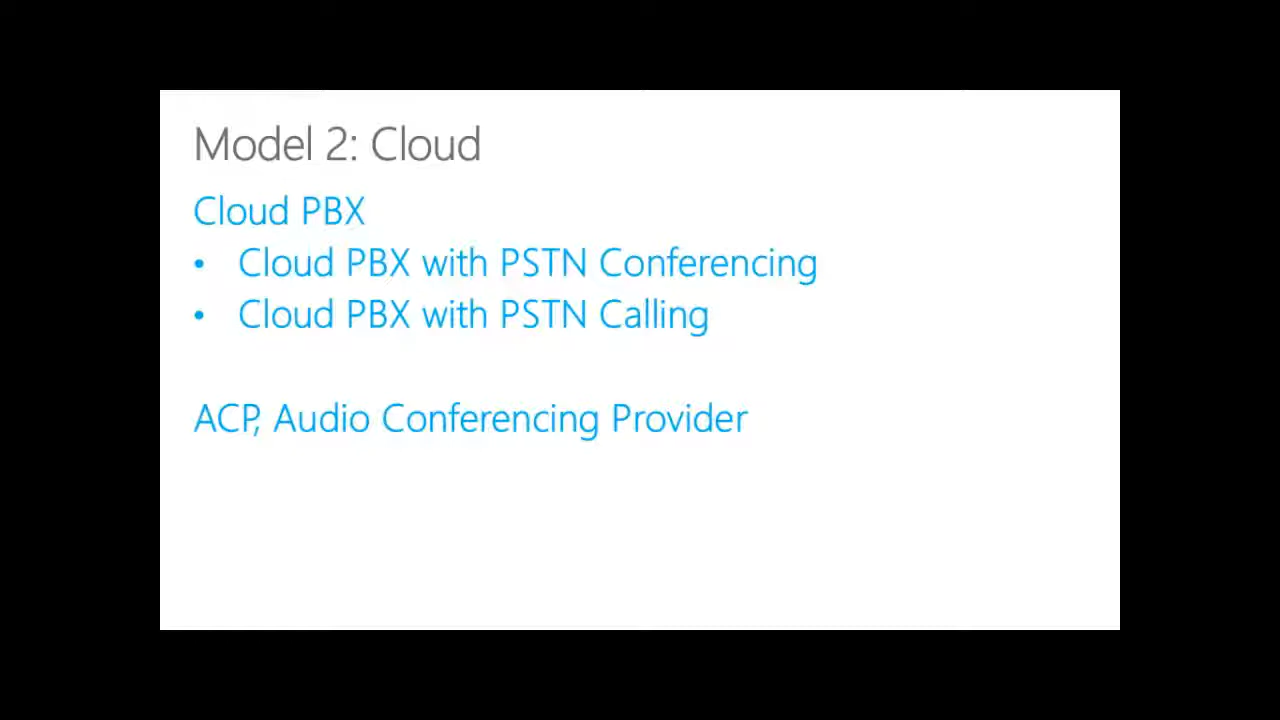 Model 2: Cloud
Cloud PBX
• Cloud PBX with PSTN Conferencing
• Cloud PBX with PSTN Calling
ACP, Audio Conferencing Provider